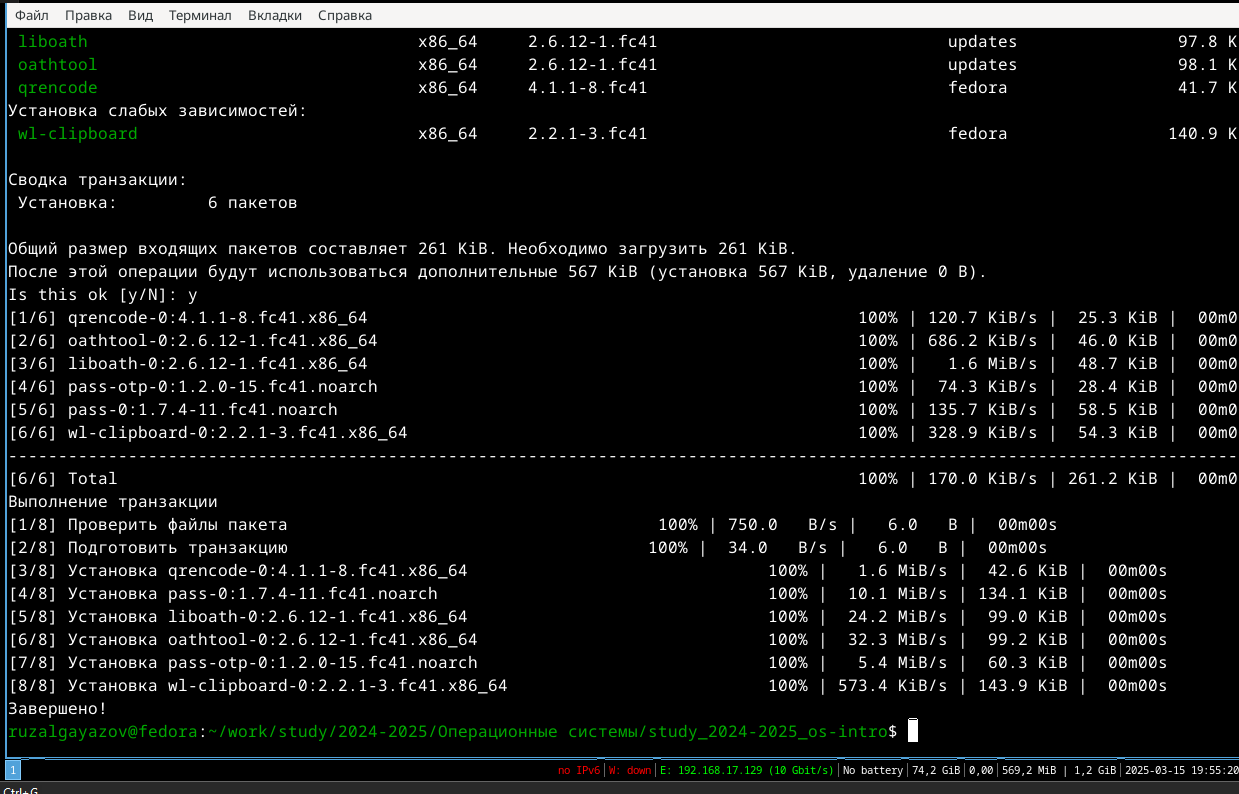 Файл Правка Вид Терминал Вкладки Справка
liboath x86_64 2.6.12-1.fc41 updates 97.8 K
oathtool x86_64 2.6.12-1.fc41 updates 98.1 K
qrencode x86_64 4.1.1-8.fc41 fedora 41.7 K
Установка слабых зависимостей:
wl-clipboard x86_64 2.2.1-3.fc41 fedora 140.9 K
Сводка транзакции:
Установка: 6 пакетов
Общий размер входящих пакетов составляет 261 KiB. Необходимо загрузить 261 KiB.
После этой операции будут использоваться дополнительные 567 KiB (установка 567 KiB, удаление 0 B).
Is this ok [y/N]: y
[1/6] qrencode-0:4.1.1-8.fc41.x86_64 100% | 120.7 KiB/s | 25.3 KiB | 00m0
[2/6] oathtool-0:2.6.12-1.fc41.x86_64 100% | 686.2 KiB/s | 46.0 KiB | 00m0
[3/6] liboath-0:2.6.12-1.fc41.x86_64 100% | 1.6 MiB/s | 48.7 KiB | 00m0
[4/6] pass-otp-0:1.2.0-15.fc41.noarch 100% | 74.3 KiB/s | 28.4 KiB | 00m0
[5/6] pass-0:1.7.4-11.fc41.noarch 100% | 135.7 KiB/s | 58.5 KiB | 00m0
[6/6] wl-clipboard-0:2.2.1-3.fc41.x86_64 100% | 328.9 KiB/s | 54.3 KiB | 00m0
---------------------------------------------------------------------------------------------------------------------------
[6/6] Total 100% | 170.0 KiB/s | 261.2 KiB | 00m0
Выполнение транзакции
[1/8] Проверить файлы пакета 100% | 750.0 B/s | 6.0 B | 00m00s
[2/8] Подготовить транзакцию 100% | 34.0 B/s | 6.0 B | 00m00s
[3/8] Установка qrencode-0:4.1.1-8.fc41.x86_64 100% | 1.6 MiB/s | 42.6 KiB | 00m00s
[4/8] Установка pass-0:1.7.4-11.fc41.noarch 100% | 10.1 MiB/s | 134.1 KiB | 00m00s
[5/8] Установка liboath-0:2.6.12-1.fc41.x86_64 100% | 24.2 MiB/s | 99.0 KiB | 00m00s
[6/8] Установка oathtool-0:2.6.12-1.fc41.x86_64 100% | 32.3 MiB/s | 99.2 KiB | 00m00s
[7/8] Установка pass-otp-0:1.2.0-15.fc41.noarch 100% | 5.4 MiB/s | 60.3 KiB | 00m00s
[8/8] Установка wl-clipboard-0:2.2.1-3.fc41.x86_64 100% | 573.4 KiB/s | 143.9 KiB | 00m00s
Завершено!
ruzalgayazov@fedora:~/work/study/2024-2025/Операционные системы/study_2024-2025_os-intro$
1 no IPv6 | W: down | E: 192.168.17.129 (10 Gbit/s) | No battery | 74,2 GiB | 0,00 | 569,2 MiB | 1,2 GiB | 2025-03-15 19:55:20
Ctrl+G